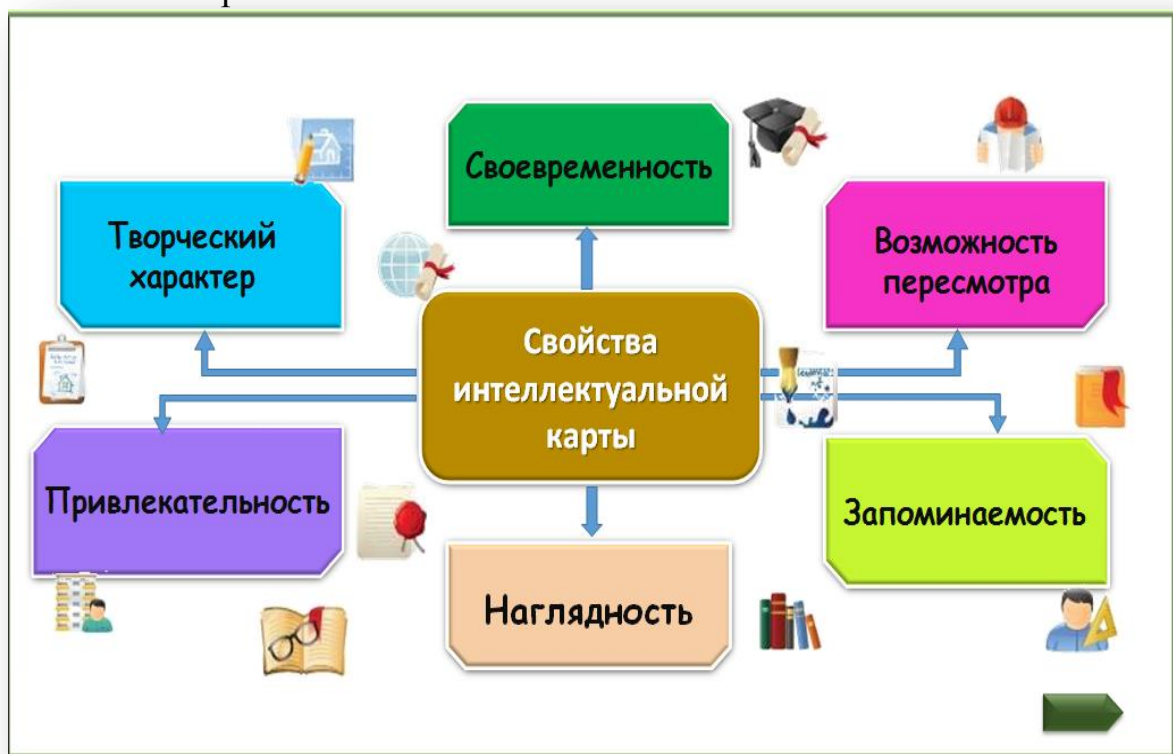 Своевременность
Творческий
характер
Возможность
пересмотра
Свойства
интеллектуальной
карты
Привлекательность
Запоминаемость
Наглядность